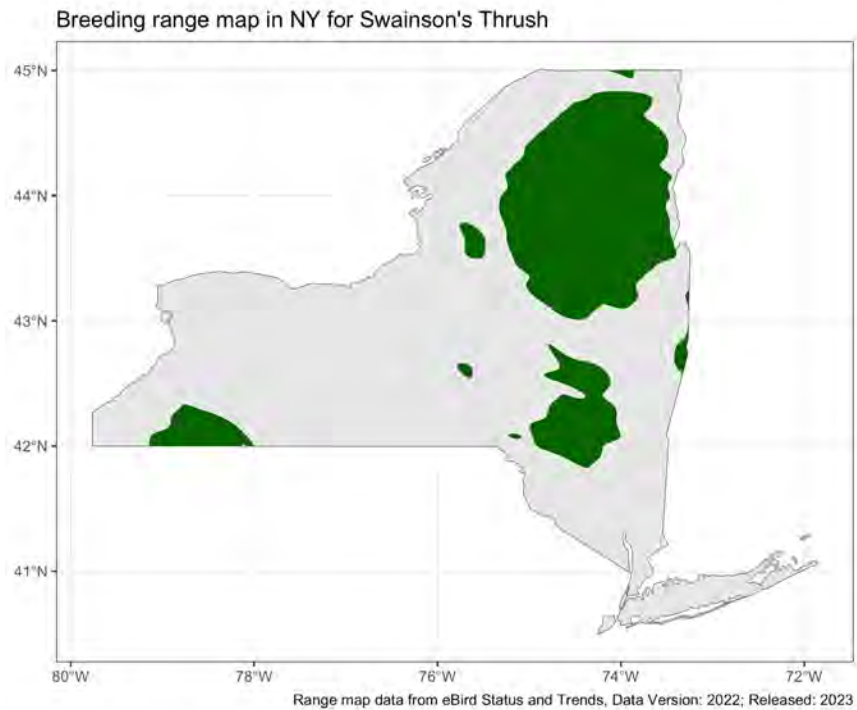 Breeding range map in NY for Swainson's Thrush
45°N
44°N
43°N
42°N
41°N
80°W 78°W 76°W 74°W 72°W
Range map data from eBird Status and Trends, Data Version: 2022; Released: 2023